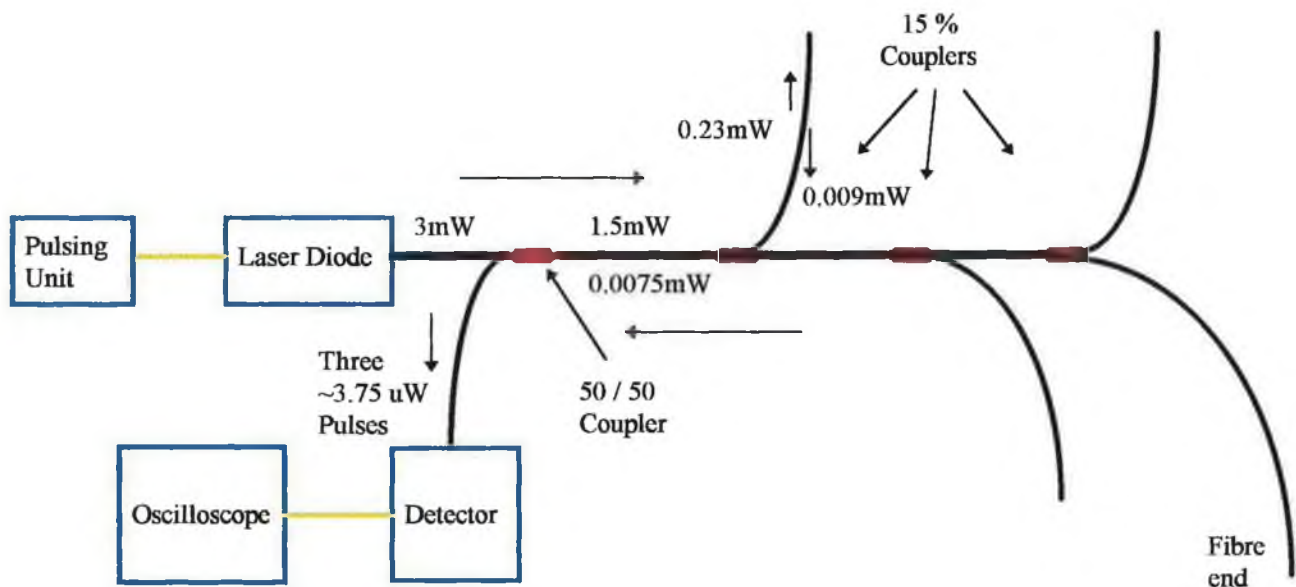 15 %
Couplers
0.23mW
0.009mW
3mW
1.5mW
Pulsing
Unit
Laser Diode
0.0075mW
Three
~3.75 uW
Pulses
50 / 50
Coupler
Oscilloscope
Detector
Fibre
end